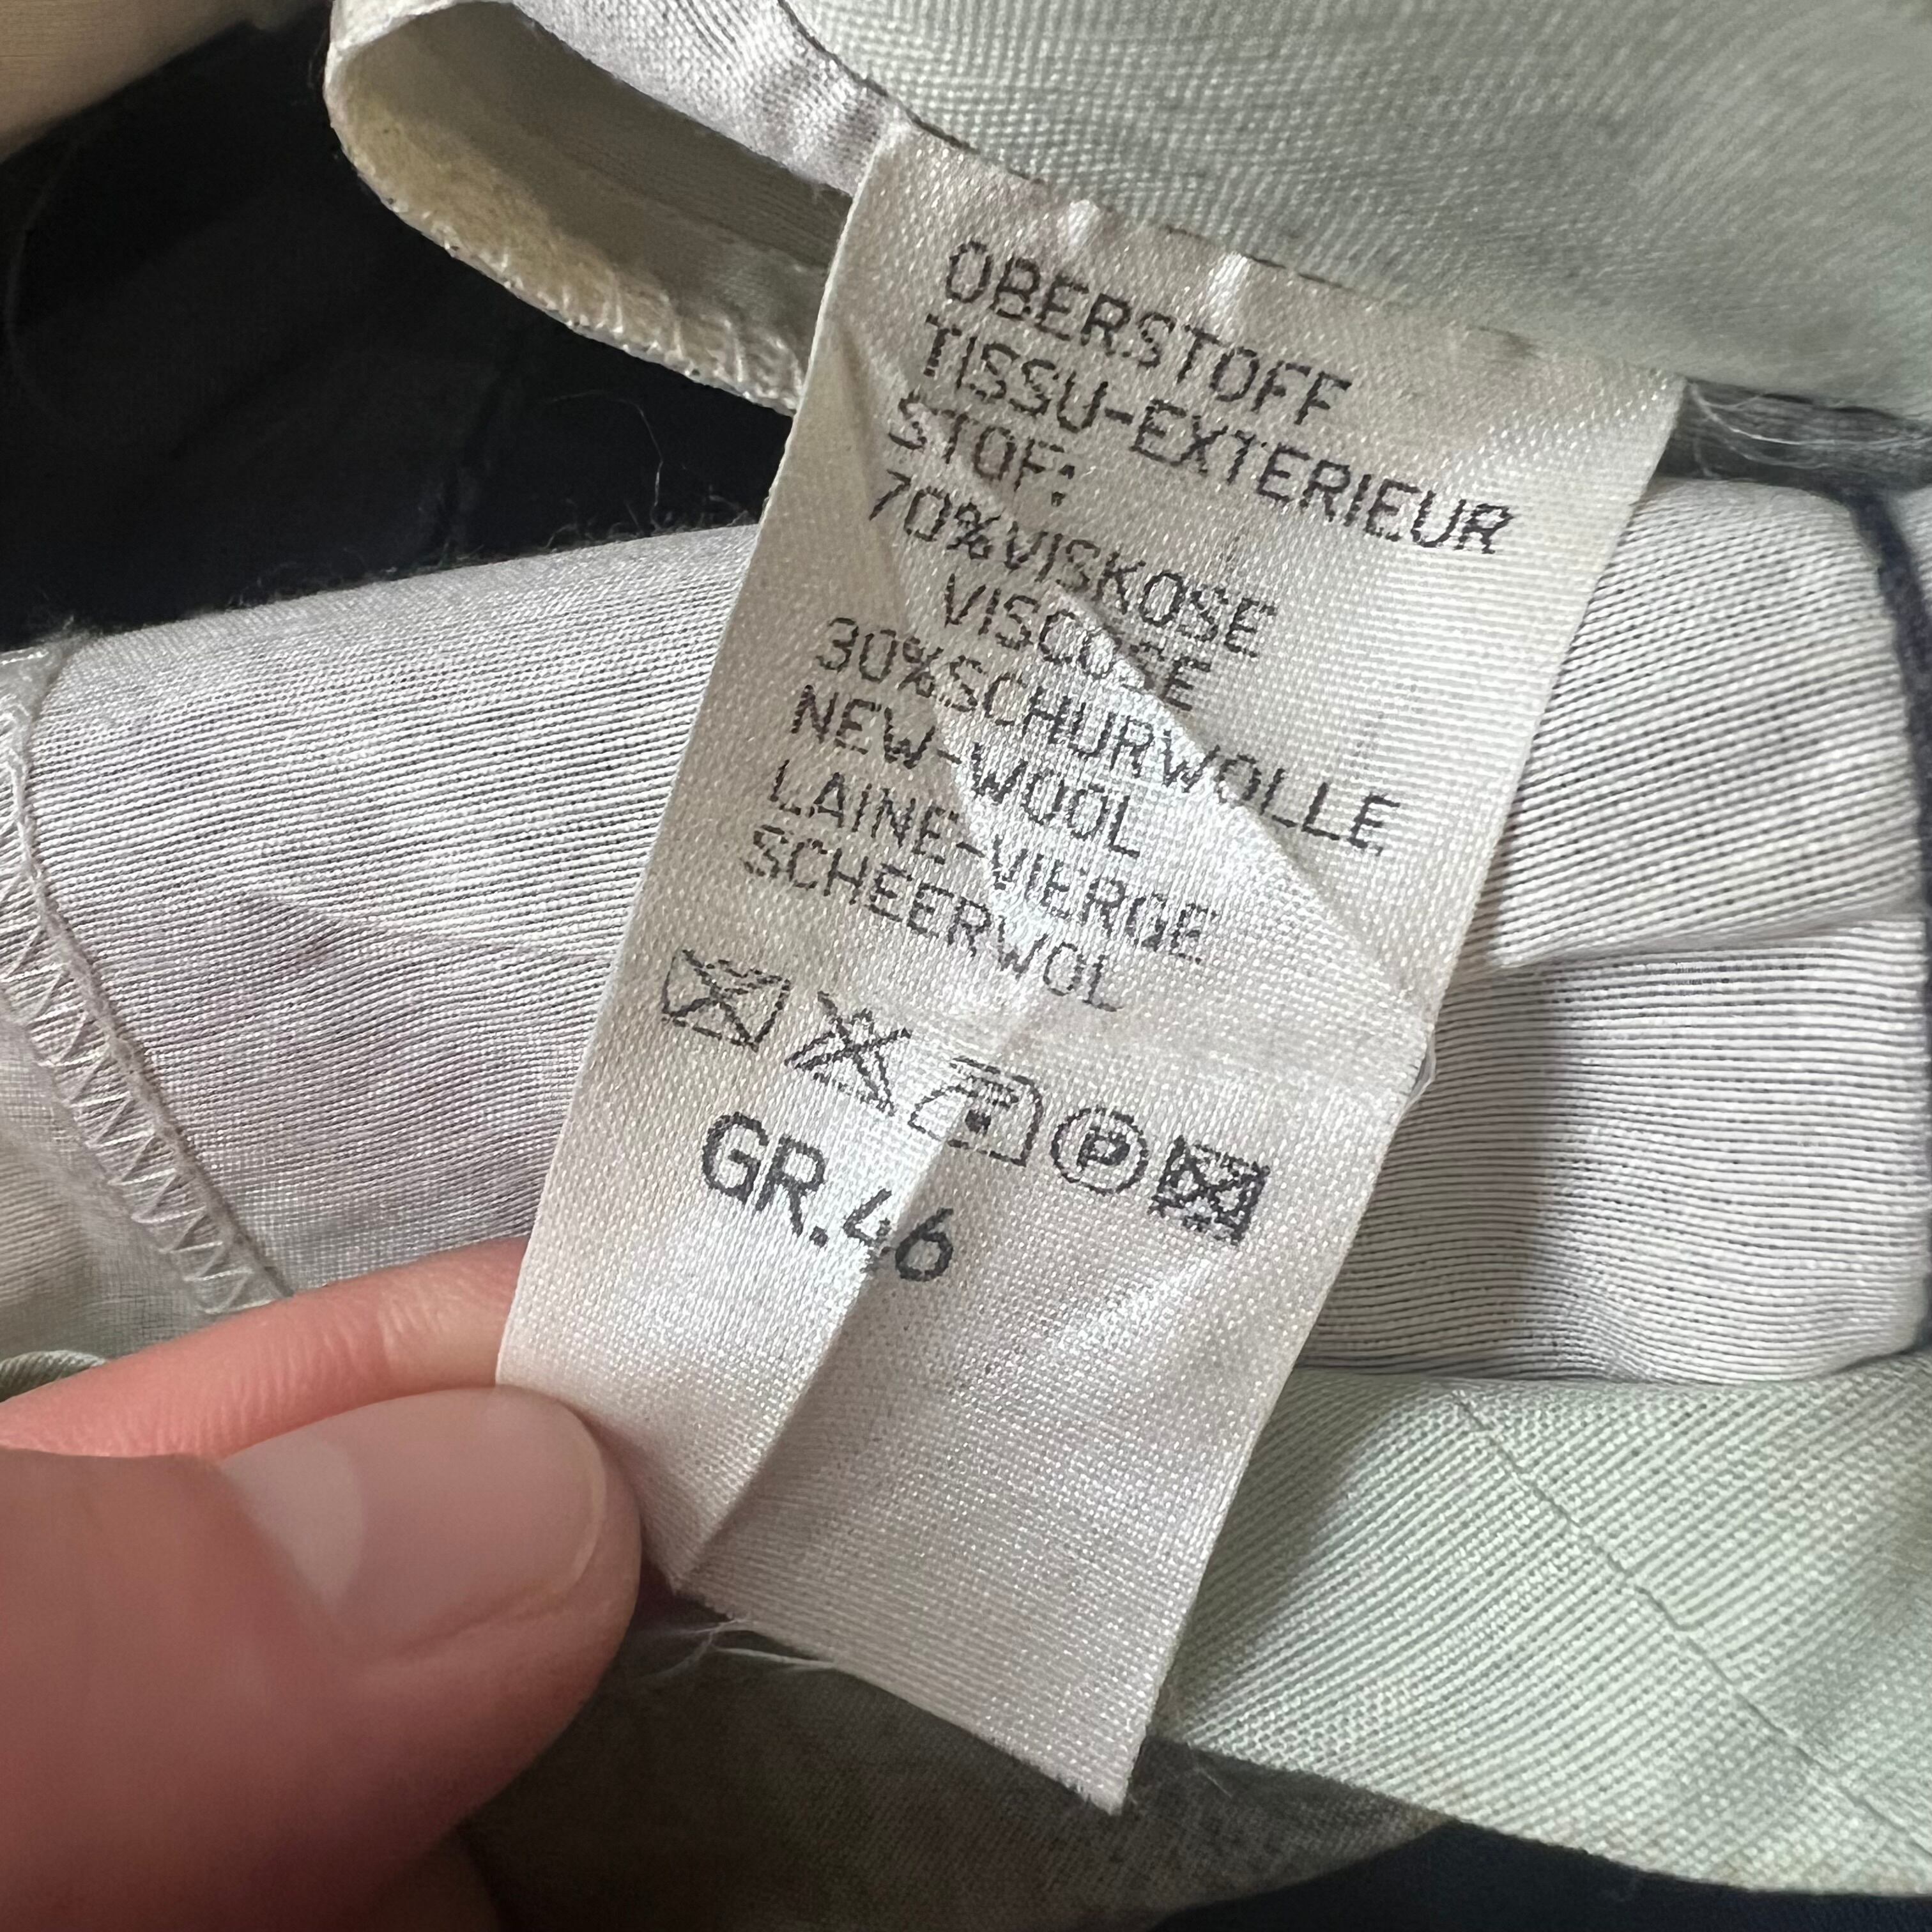 OBERSTOFF
TISSU-EXTERIEUR
STOF:
70%VISKOSE
VISCOSE
30%SCHURWOLLE
NEW-WOOL
LAINE-VIERGE
SCHEERWOL
P
GR.46